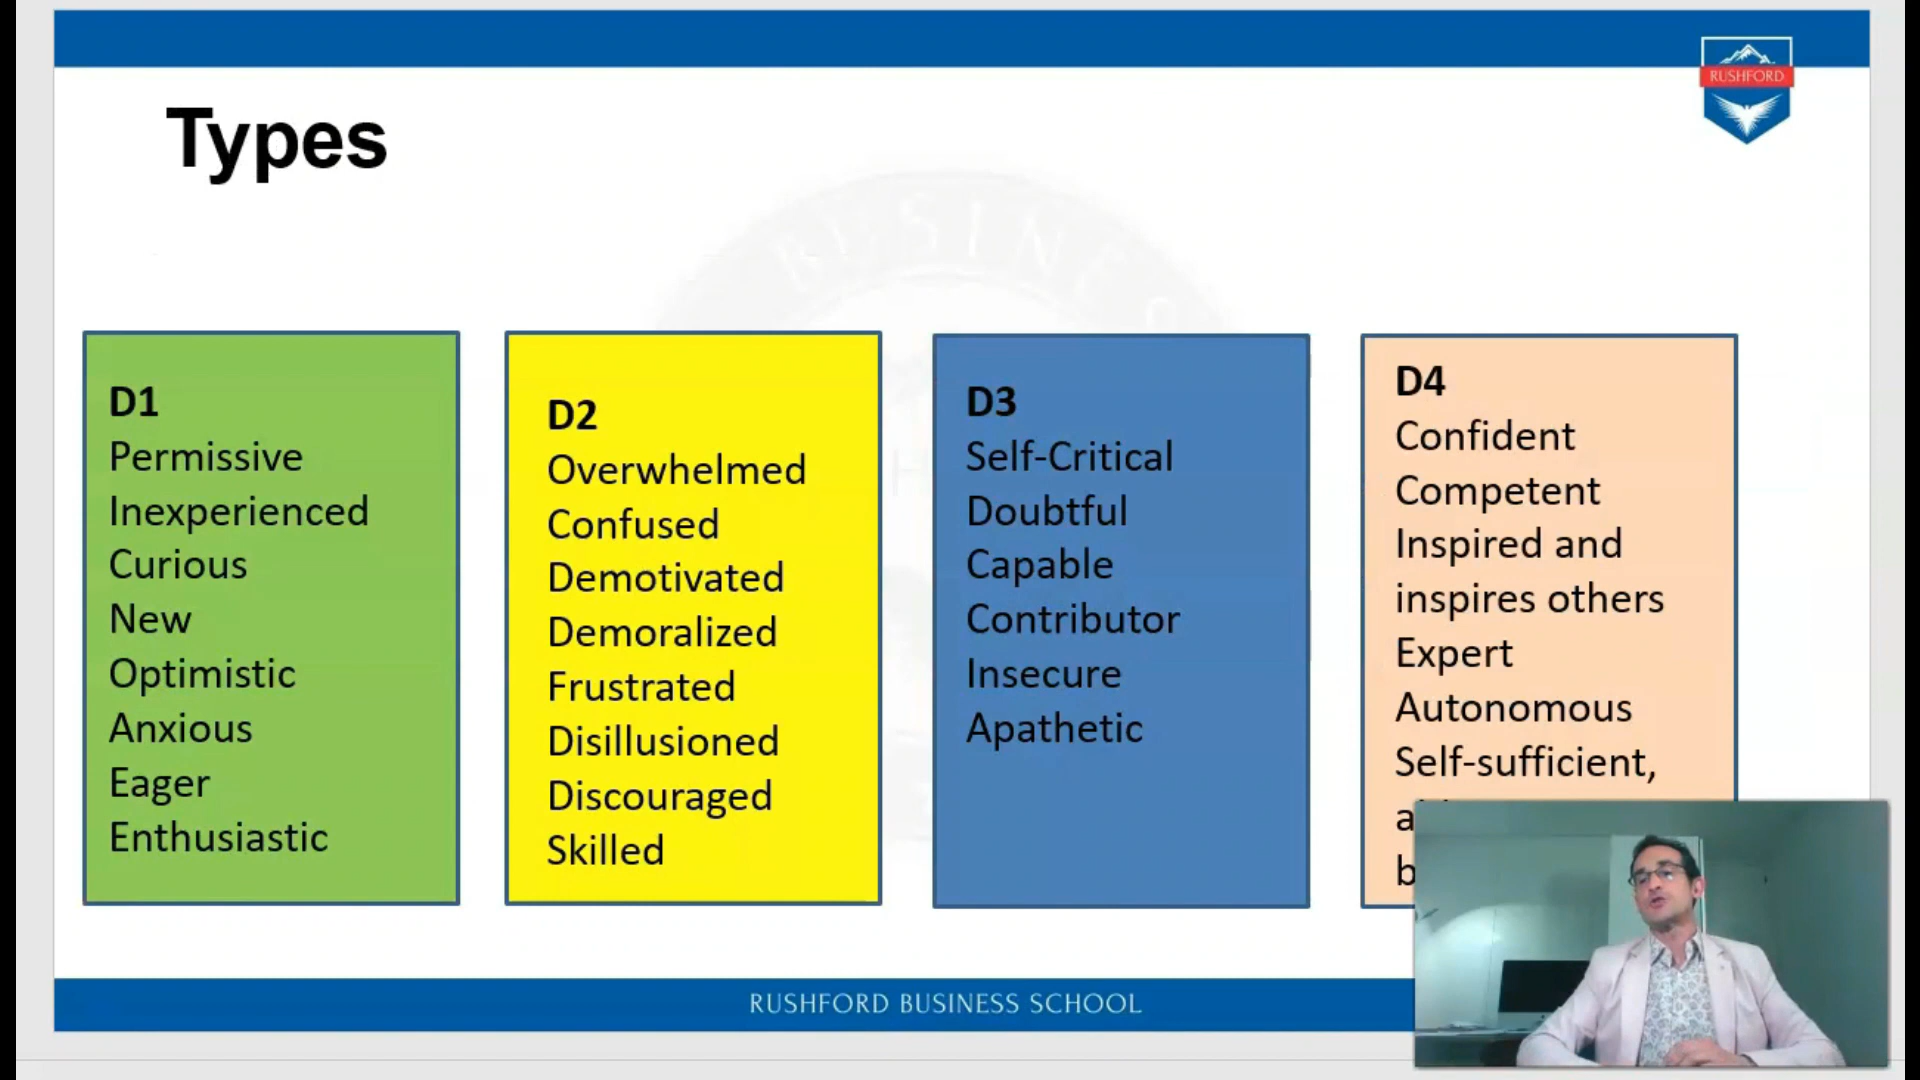 RUSHFORD
Types
D1
Permissive
Inexperienced
Curious
New
Optimistic
Anxious
Eager
Enthusiastic
D2
Overwhelmed
Confused
Demotivated
Demoralized
Frustrated
Disillusioned
Discouraged
Skilled
D3
Self-Critical
Doubtful
Capable
Contributor
Insecure
Apathetic
D4
Confident
Competent
Inspired and
inspires others
Expert
Autonomous
Self-sufficient,
RUSHFORD BUSINESS SCHOOL